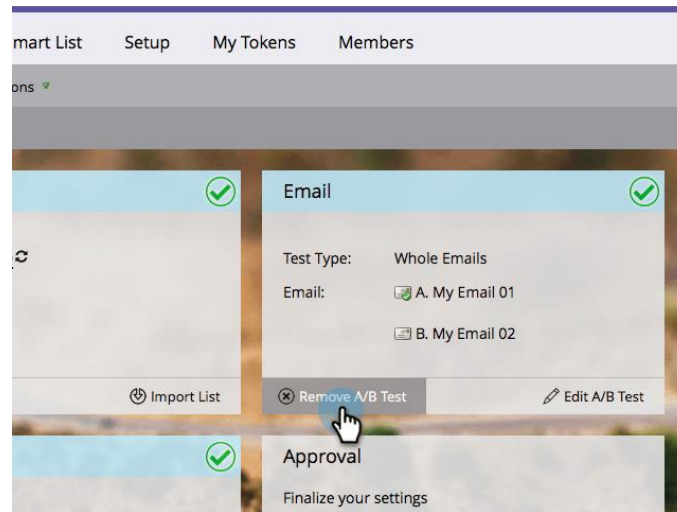 mart List Setup My Tokens Members
ons
Email
Test Type: Whole Emails
Email: A. My Email 01
B. My Email 02
Import List
Remove A/B Test Edit A/B Test
Approval
Finalize your settings